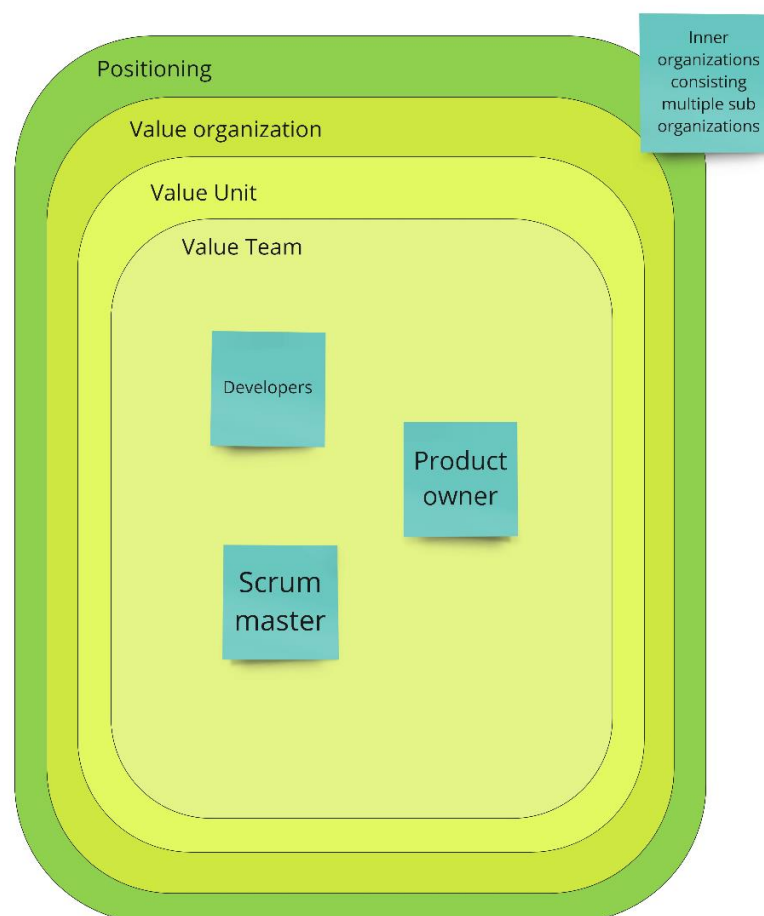 Positioning
Inner
organizations
consisting
multiple sub
organizations
Value organization
Value Unit
Value Team
Developers
Product
owner
Scrum
master